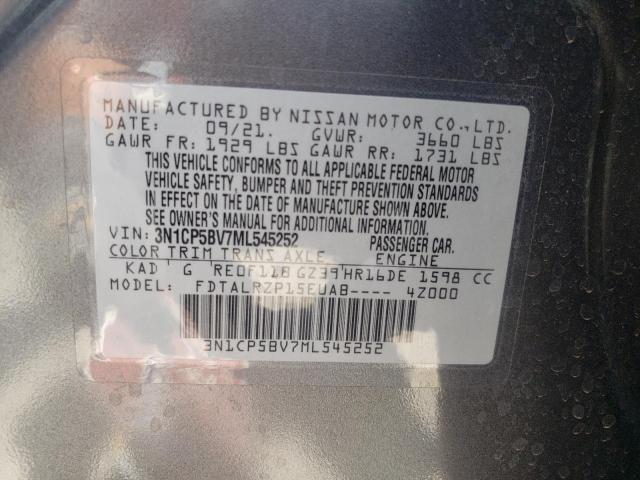 MANUFACTURED BY NISSAN MOTOR CO., LTD.
DATE: 09/21. GVWR: 3660 LBS
GAWR FR: 1929 LBS GAWR RR: 1731 LBS
THIS VEHICLE CONFORMS TO ALL APPLICABLE FEDERAL MOTOR
VEHICLE SAFETY, BUMPER AND THEFT PREVENTION STANDARDS
IN EFFECT ON THE DATE OF MANUFACTURE SHOWN ABOVE.
SEE OWNER'S MANUAL FOR ADDITIONAL INFORMATION
VIN: 3N1CP5BV7ML545252 PASSENGER CAR.
COLOR TRIM TRANS AXLE ENGINE
KAD G RE0F11B GZ39 HR16DE 1598 CC
MODEL: FDTALRZP15EUAB---- 4Z000
3N1CP5BV7ML545252